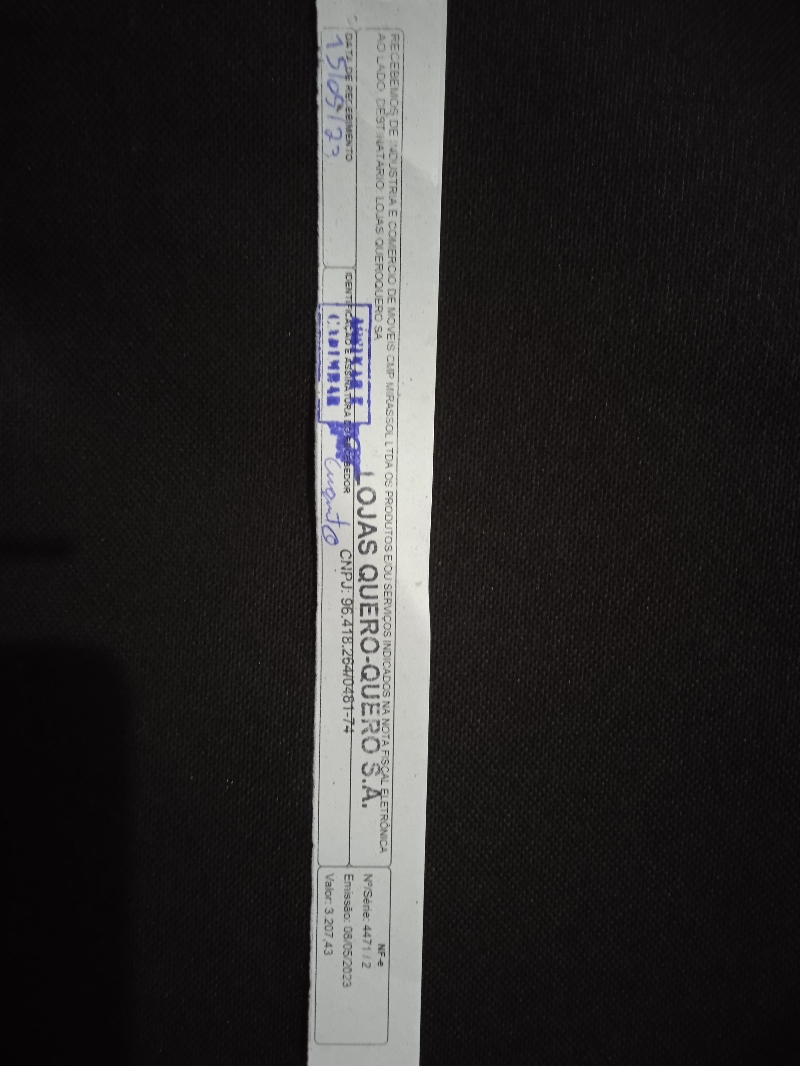 RECEBEMOS DE INDUSTRIA E COMERCIO DE MOVEIS CMP MIRASSOL LTDA OS PRODUTOS E/OU SERVIÇOS INDICADOS NA NOTA FISCAL ELETRÔNICA
AO LADO. DESTINATÁRIO: LOJAS QUEROQUERO SA
LOJAS QUERO-QUERO S.A.
CNPJ: 96.418.264/0481-74
DATA DE RECEBIMENTO
15/05/23
IDENTIFICAÇÃO E ASSINATURA DO RECEBEDOR
CADIMBAR
NF-e
Nº/Série: 4471 / 2
Emissão: 08/05/2023
Valor: 3.207,43